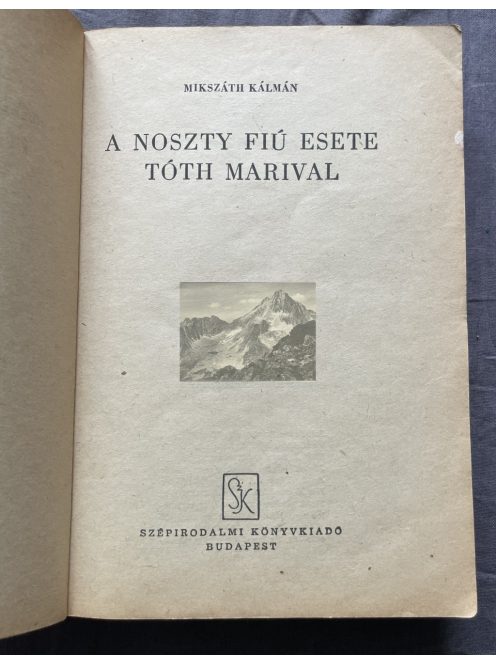 MIKSZÁTH KÁLMÁN
A NOSZTY FIÚ ESETE
TÓTH MARIVAL
SZK
SZÉPIRODALMI KÖNYVKIADÓ
BUDAPEST